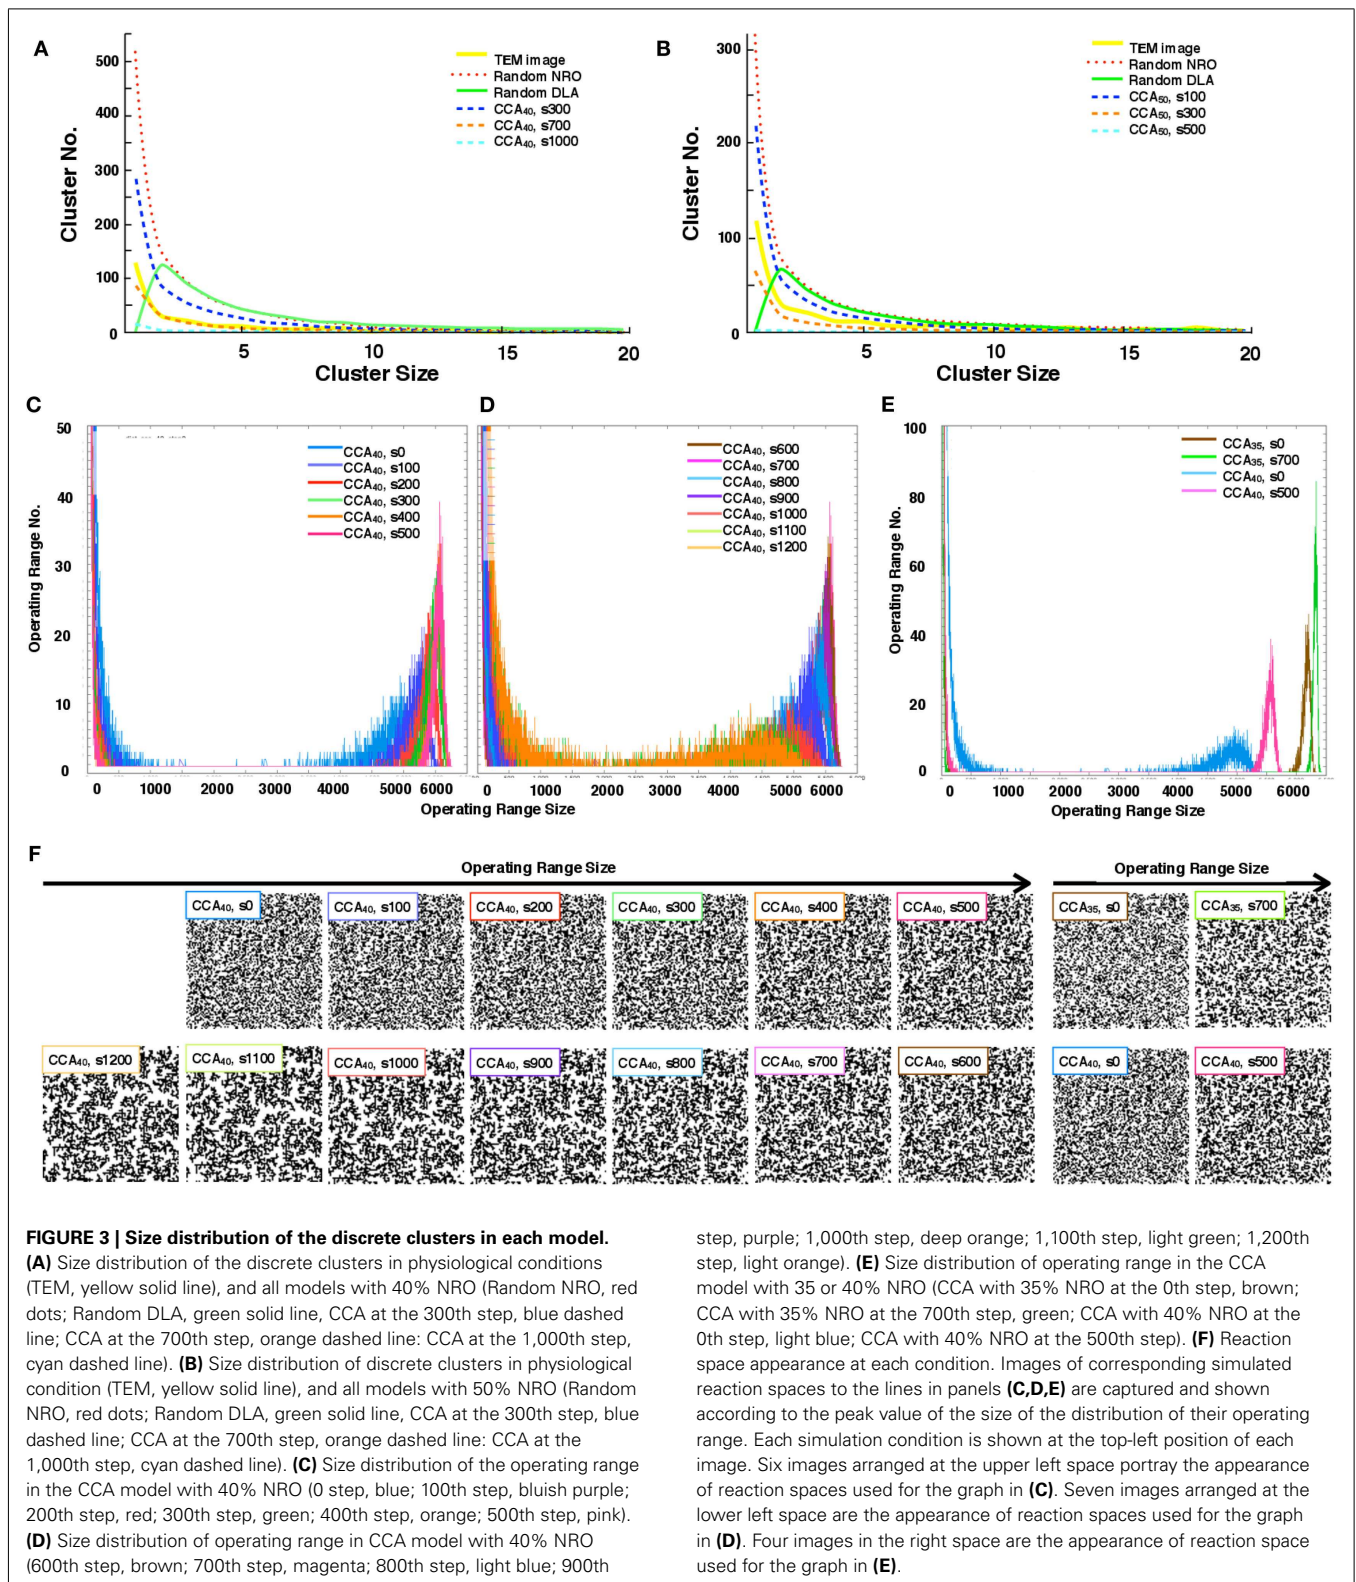 A
Cluster No.
500
400
300
200
100
0
TEM image
Random NRO
Random DLA
CCA40, s300
CCA40, s700
CCA40, s1000
5
10
15
20
Cluster Size
B
Cluster No.
300
200
100
0
TEM image
Random NRO
Random DLA
CCA50, s100
CCA50, s300
CCA50, s500
5
10
15
20
Cluster Size
C
Operating Range No.
50
40
30
20
10
0
CCA40, s0
CCA40, s100
CCA40, s200
CCA40, s300
CCA40, s400
CCA40, s500
0 1000 2000 3000 4000 5000 6000
D
CCA40, s600
CCA40, s700
CCA40, s800
CCA40, s900
CCA40, s1000
CCA40, s1100
CCA40, s1200
0 1000 2000 3000 4000 5000 6000
Operating Range Size
E
Operating Range No.
100
80
60
40
20
0
CCA35, s0
CCA35, s700
CCA40, s0
CCA40, s500
0 1000 2000 3000 4000 5000 6000
Operating Range Size
F
Operating Range Size
Operating Range Size
CCA40, s0
CCA40, s100
CCA40, s200
CCA40, s300
CCA40, s400
CCA40, s500
CCA35, s0
CCA35, s700
CCA40, s1200
CCA40, s1100
CCA40, s1000
CCA40, s900
CCA40, s800
CCA40, s700
CCA40, s600
CCA40, s0
CCA40, s500
FIGURE 3 | Size distribution of the discrete clusters in each model.
(A) Size distribution of the discrete clusters in physiological conditions
(TEM, yellow solid line), and all models with 40% NRO (Random NRO, red
dots; Random DLA, green solid line, CCA at the 300th step, blue dashed
line; CCA at the 700th step, orange dashed line: CCA at the 1,000th step,
cyan dashed line). (B) Size distribution of discrete clusters in physiological
condition (TEM, yellow solid line), and all models with 50% NRO (Random
NRO, red dots; Random DLA, green solid line, CCA at the 300th step, blue
dashed line; CCA at the 700th step, orange dashed line: CCA at the
1,000th step, cyan dashed line). (C) Size distribution of the operating range
in the CCA model with 40% NRO (0 step, blue; 100th step, bluish purple;
200th step, red; 300th step, green; 400th step, orange; 500th step, pink).
(D) Size distribution of operating range in CCA model with 40% NRO
(600th step, brown; 700th step, magenta; 800th step, light blue; 900th
step, purple; 1,000th step, deep orange; 1,100th step, light green; 1,200th
step, light orange). (E) Size distribution of operating range in the CCA
model with 35 or 40% NRO (CCA with 35% NRO at the 0th step, brown;
CCA with 35% NRO at the 700th step, green; CCA with 40% NRO at the
0th step, light blue; CCA with 40% NRO at the 500th step). (F) Reaction
space appearance at each condition. Images of corresponding simulated
reaction spaces to the lines in panels (C,D,E) are captured and shown
according to the peak value of the size of the distribution of their operating
range. Each simulation condition is shown at the top-left position of each
image. Six images arranged at the upper left space portray the appearance
of reaction spaces used for the graph in (C). Seven images arranged at the
lower left space are the appearance of reaction spaces used for the graph
in (D). Four images in the right space are the appearance of reaction space
used for the graph in (E).